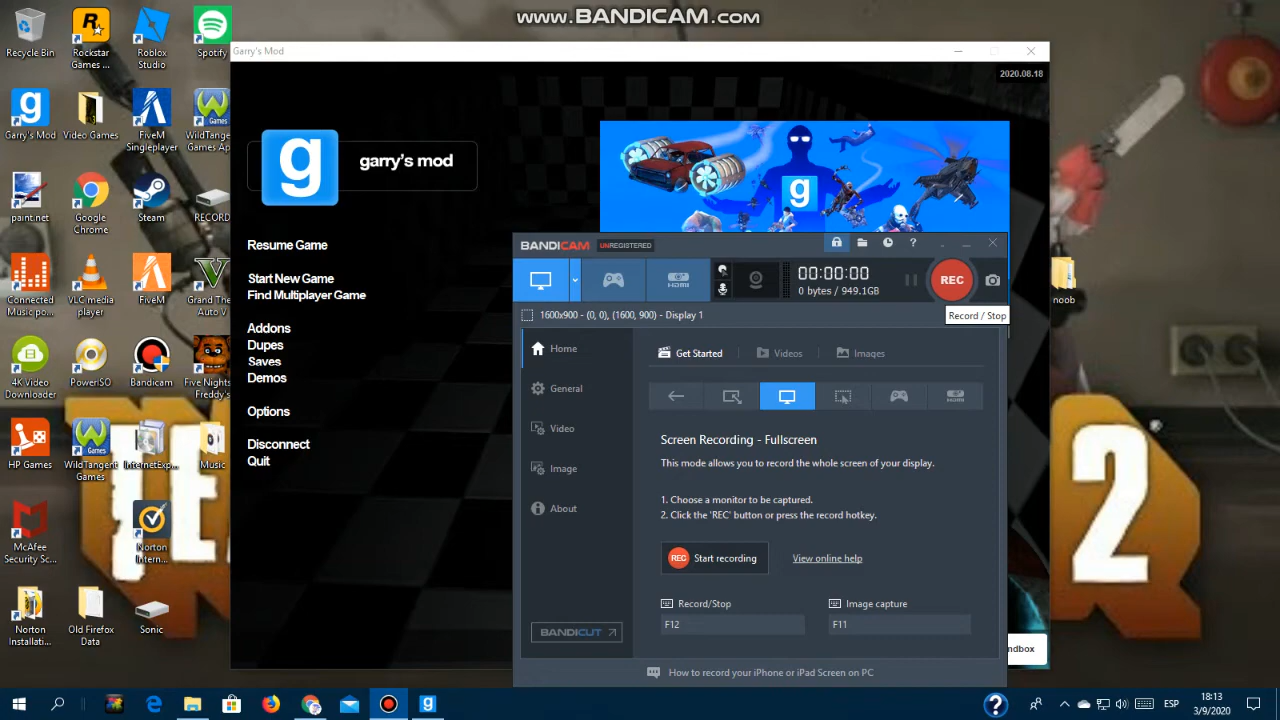 www.BANDICAM.com
Recycle Bin
Rockstar
Games ...
Roblox
Studio
Spotify
Garry's Mod
2020.08.18
Garry's Mod
Video Games
FiveM
Singleplayer
WildTangent
Games Ap
g
garry's mod
g
paint.net
Google
Chrome
Steam
RECORD
Resume Game
Start New Game
Find Multiplayer Game
Addons
Dupes
Saves
Demos
Options
Disconnect
Quit
Connected
Music po...
VLC media
player
FiveM
Grand The
Auto V
noob
4K Video
Downloader
PowerISO
Bandicam
Five Nights
Freddy's
HP Games
WildTangent
Games
InternetExp...
Music
McAfee
Security Sc...
Norton
Intern...
Norton
Installati...
Old Firefox
Data
Sonic
BANDICAM
UNREGISTERED
00:00:00
0 bytes / 949.1GB
REC
HDMI
Record / Stop
1600x900 - (0, 0), (1600, 900) - Display 1
Home
General
Video
Image
About
BANDICUT
Get Started
Videos
Images
HDMI
Screen Recording - Fullscreen
This mode allows you to record the whole screen of your display.
1. Choose a monitor to be captured.
2. Click the 'REC' button or press the record hotkey.
REC
Start recording
View online help
Record/Stop
F12
Image capture
F11
How to record your iPhone or iPad Screen on PC
ndbox
2
ESP
18:13
3/9/2020